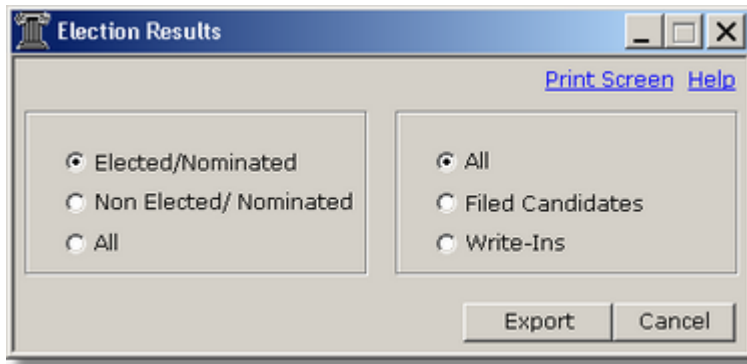 Election Results
Print Screen Help
Elected/Nominated
Non Elected/ Nominated
All
All
Filed Candidates
Write-Ins
Export Cancel